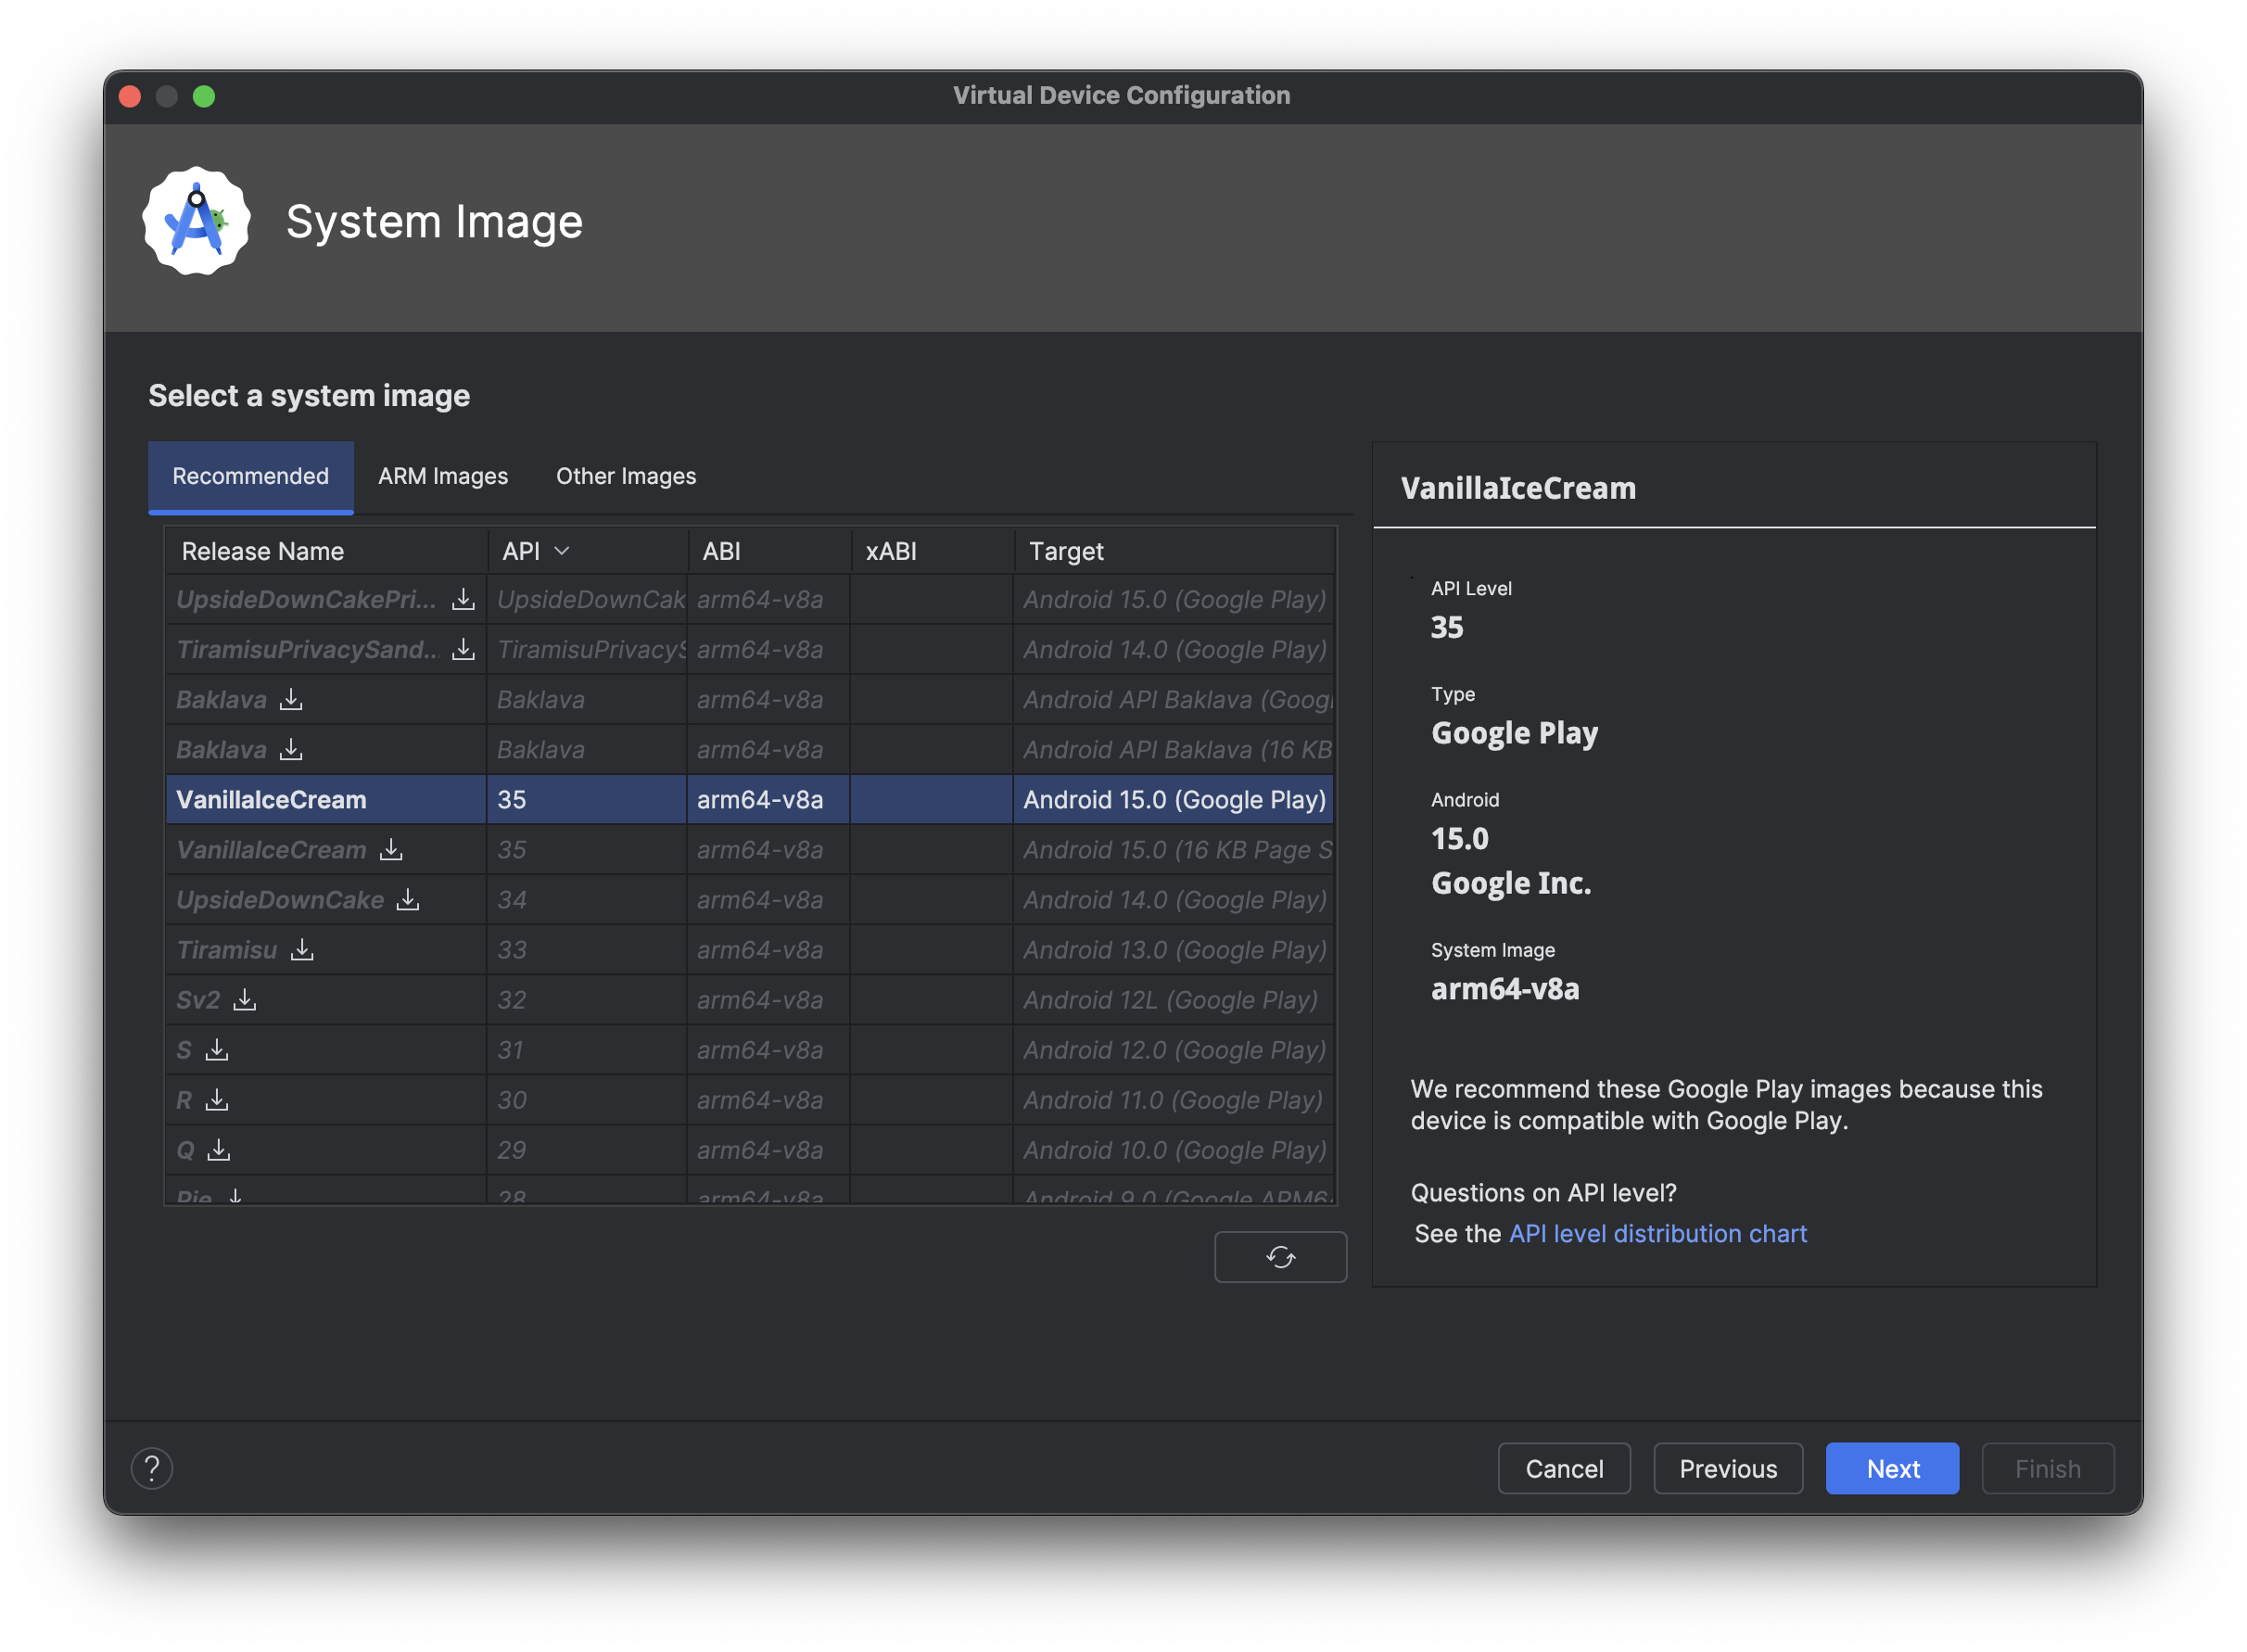 Virtual Device Configuration
System Image
Select a system image
Recommended ARM Images Other Images
Release Name API ABI xABI Target
UpsideDownCakePri... UpsideDownCak arm64-v8a Android 15.0 (Google Play)
TiramisuPrivacySand... TiramisuPrivacyS arm64-v8a Android 14.0 (Google Play)
Baklava Baklava arm64-v8a Android API Baklava (Googl
Baklava Baklava arm64-v8a Android API Baklava (16 KB
VanillaIceCream 35 arm64-v8a Android 15.0 (Google Play)
VanillaIceCream 35 arm64-v8a Android 15.0 (16 KB Page S
UpsideDownCake 34 arm64-v8a Android 14.0 (Google Play)
Tiramisu 33 arm64-v8a Android 13.0 (Google Play)
Sv2 32 arm64-v8a Android 12L (Google Play)
S 31 arm64-v8a Android 12.0 (Google Play)
R 30 arm64-v8a Android 11.0 (Google Play)
Q 29 arm64-v8a Android 10.0 (Google Play)
Pie 28 arm64-v8a Android 9.0 (Google ARM64
VanillaIceCream
API Level
35
Type
Google Play
Android
15.0
Google Inc.
System Image
arm64-v8a
We recommend these Google Play images because this
device is compatible with Google Play.
Questions on API level?
See the API level distribution chart
? Cancel Previous Next Finish